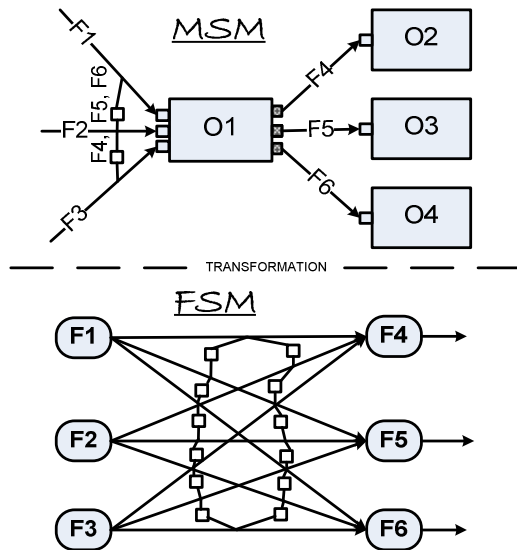 MSM
F1
F4, F5, F6
F2
F3
O1
F4
F5
F6
O2
O3
O4
TRANSFORMATION
FSM
F1
F4
F2
F5
F3
F6